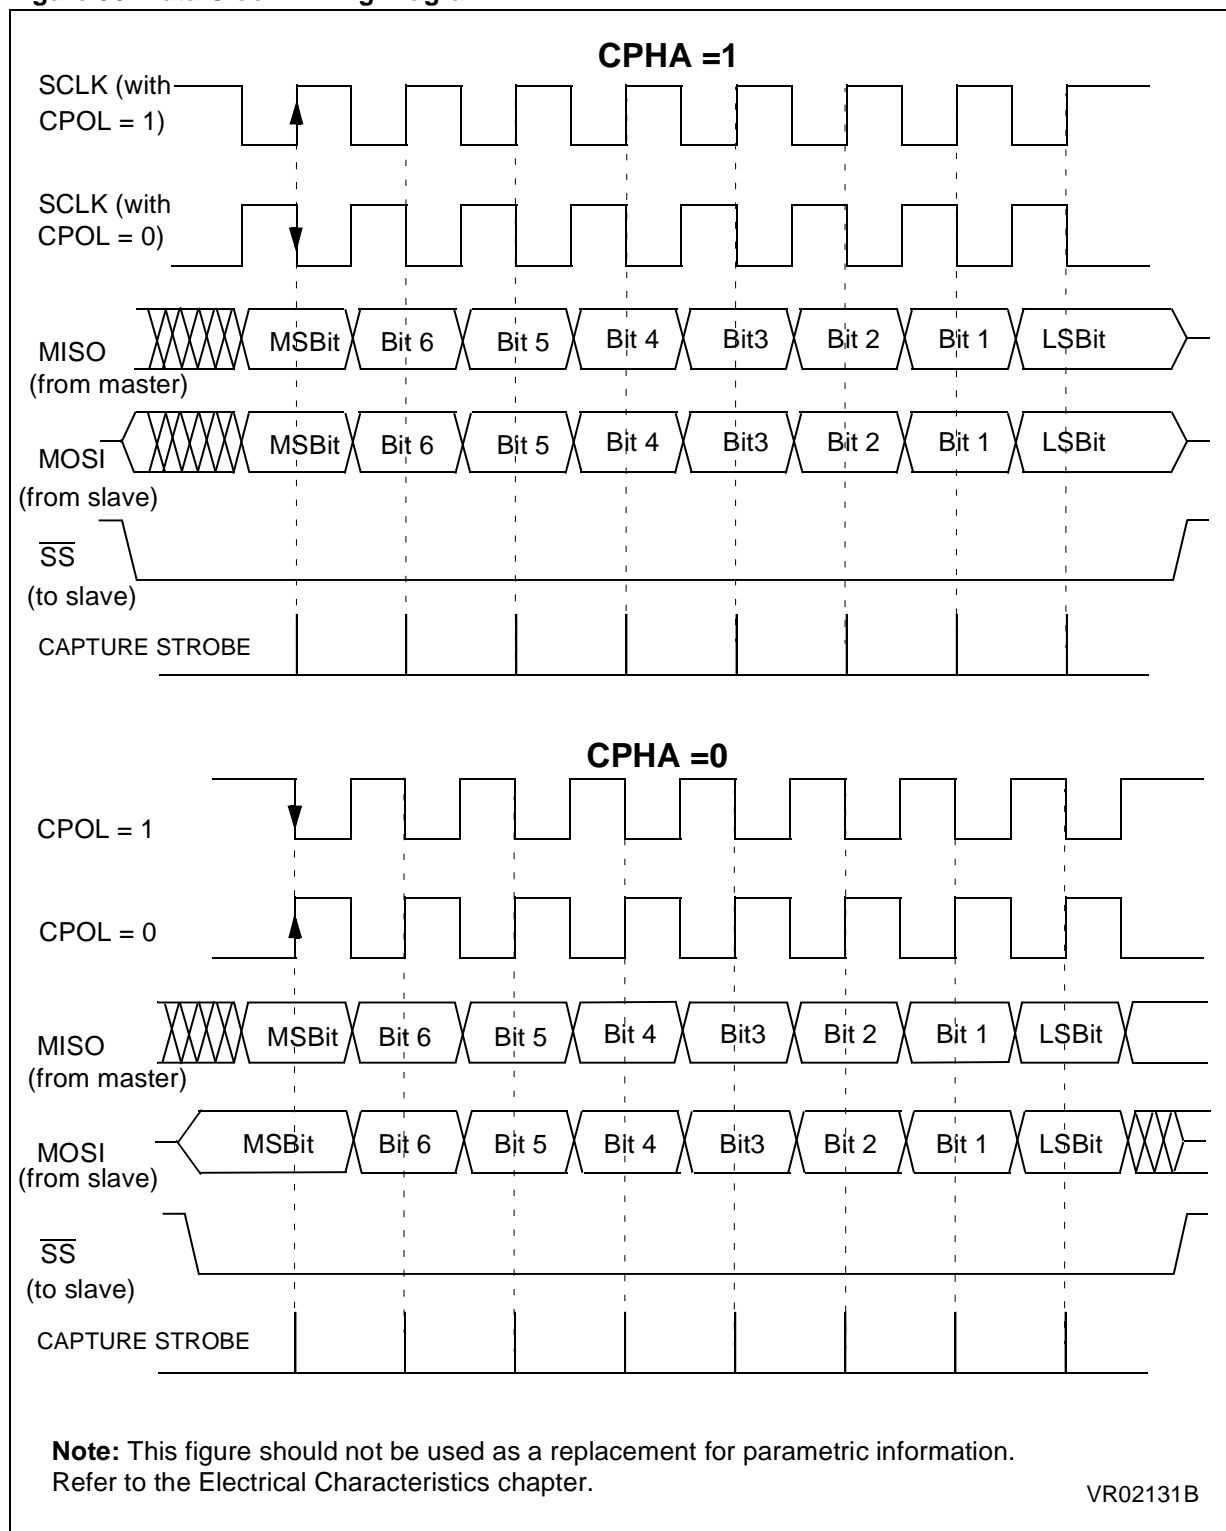 CPHA =1
SCLK (with
CPOL = 1)
SCLK (with
CPOL = 0)
MISO
(from master)
MSBit Bit 6 Bit 5 Bit 4 Bit3 Bit 2 Bit 1 LSBit
MOSI
(from slave)
MSBit Bit 6 Bit 5 Bit 4 Bit3 Bit 2 Bit 1 LSBit
SS
(to slave)
CAPTURE STROBE
CPHA =0
CPOL = 1
CPOL = 0
MISO
(from master)
MSBit Bit 6 Bit 5 Bit 4 Bit3 Bit 2 Bit 1 LSBit
MOSI
(from slave)
MSBit Bit 6 Bit 5 Bit 4 Bit3 Bit 2 Bit 1 LSBit
SS
(to slave)
CAPTURE STROBE
Note: This figure should not be used as a replacement for parametric information.
Refer to the Electrical Characteristics chapter.
VR02131B